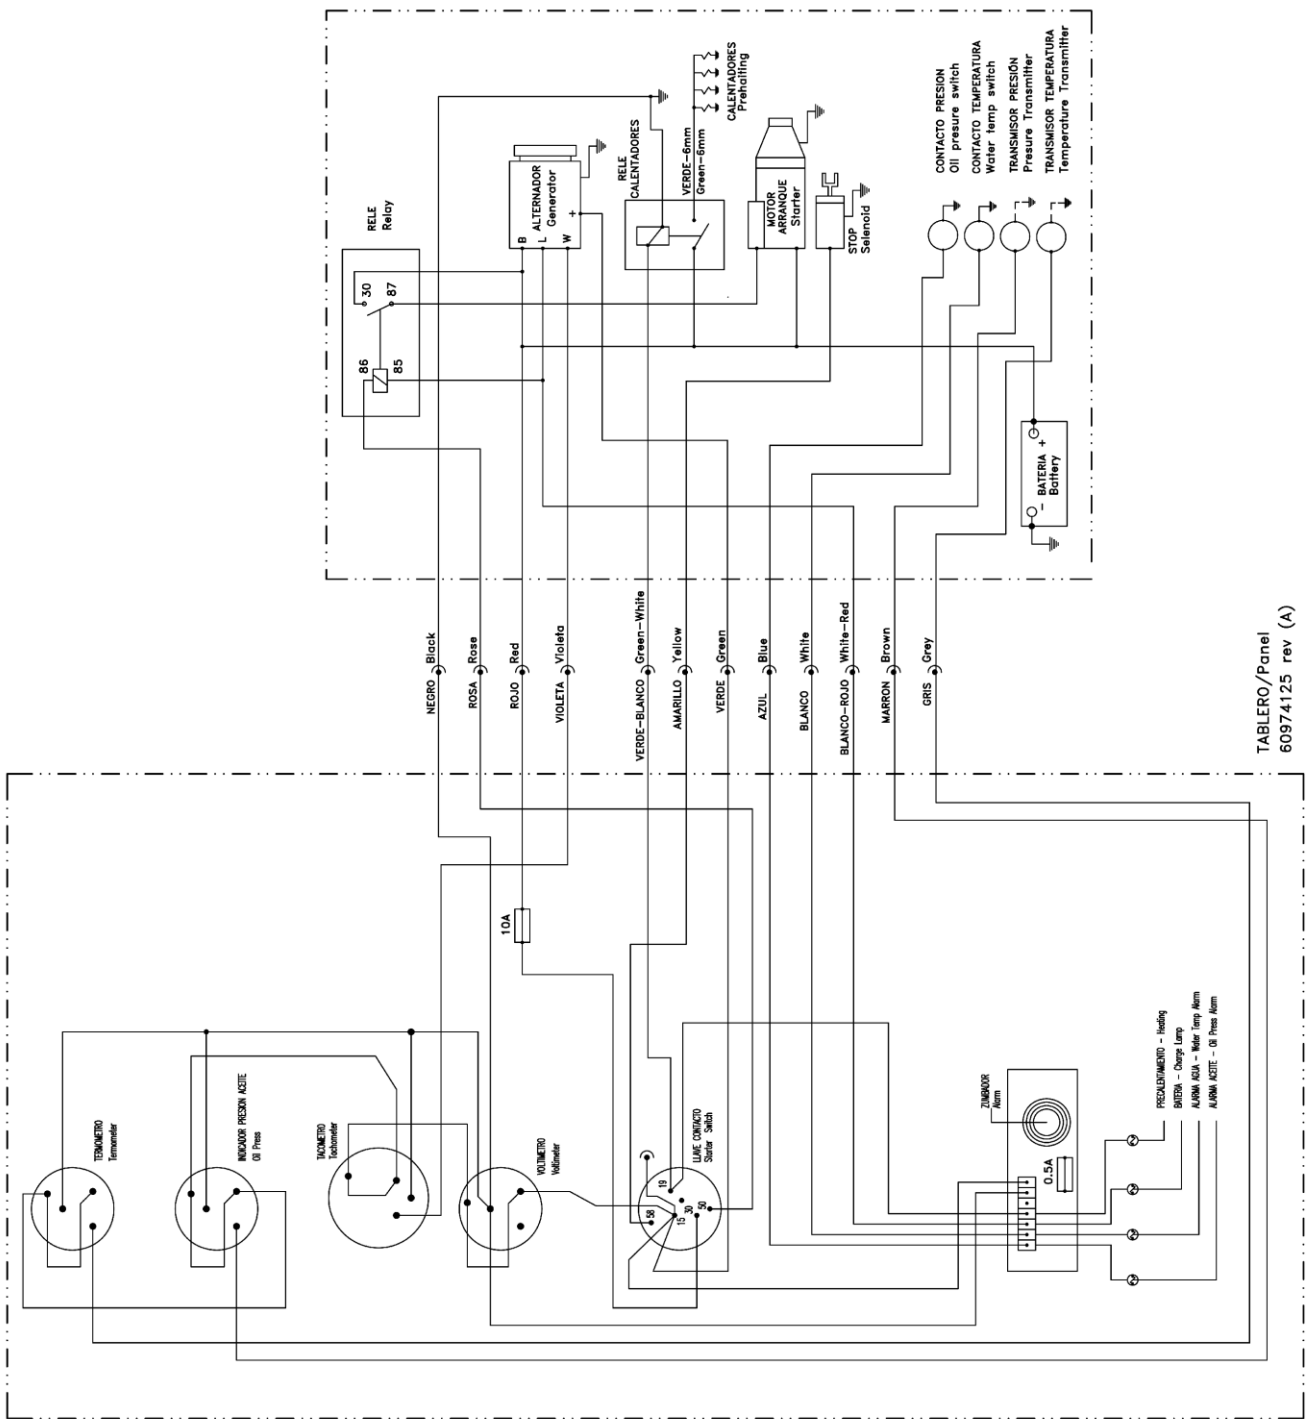 RELE
Relay
30
87
86
85
ALTERNADOR
Generator
B
L
W
+
RELE
CALENTADORES
VERDE-6mm
Green-6mm
CALENTADORES
Prehaiting
MOTOR
ARRANQUE
Starter
STOP
Selenoid
CONTACTO PRESION
Oil presure switch
CONTACTO TEMPERATURA
Water temp switch
TRANSMISOR PRESIÓN
Presure Transmitter
TRANSMISOR TEMPERATURA
Temperature Transmitter
- BATERIA +
Battery
NEGRO Black
ROSA Rose
ROJO Red
VIOLETA Violeta
VERDE-BLANCO Green-White
AMARILLO Yellow
VERDE Green
AZUL Blue
BLANCO White
BLANCO-ROJO White-Red
MARRON Brown
GRIS Grey
TABLERO/Panel
60974125 rev (A)
10A
TERMOMETRO
Termometer
INDICADOR PRESION ACEITE
Oil Press
TACOMETRO
Tachometer
VOLTIMETRO
Voltimeter
LLAVE CONTACTO
Starter Switch
58
19
15
30
50
ZUMBADOR
Alarm
0.5A
PRECALENTAMIENTO - Heating
BATERIA - Charge Lamp
ALARMA AGUA - Water Temp Alarm
ALARMA ACEITE - Oil Press Alarm